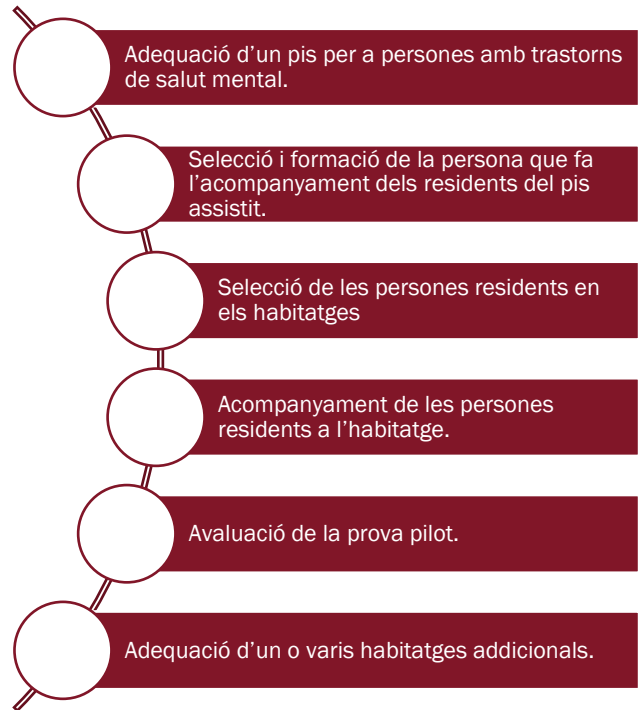 Adequació d’un pis per a persones amb trastorns
de salut mental.
Selecció i formació de la persona que fa
l’acompanyament dels residents del pis
assistit.
Selecció de les persones residents en
els habitatges
Acompanyament de les persones
residents a l’habitatge.
Avaluació de la prova pilot.
Adequació d’un o varis habitatges addicionals.